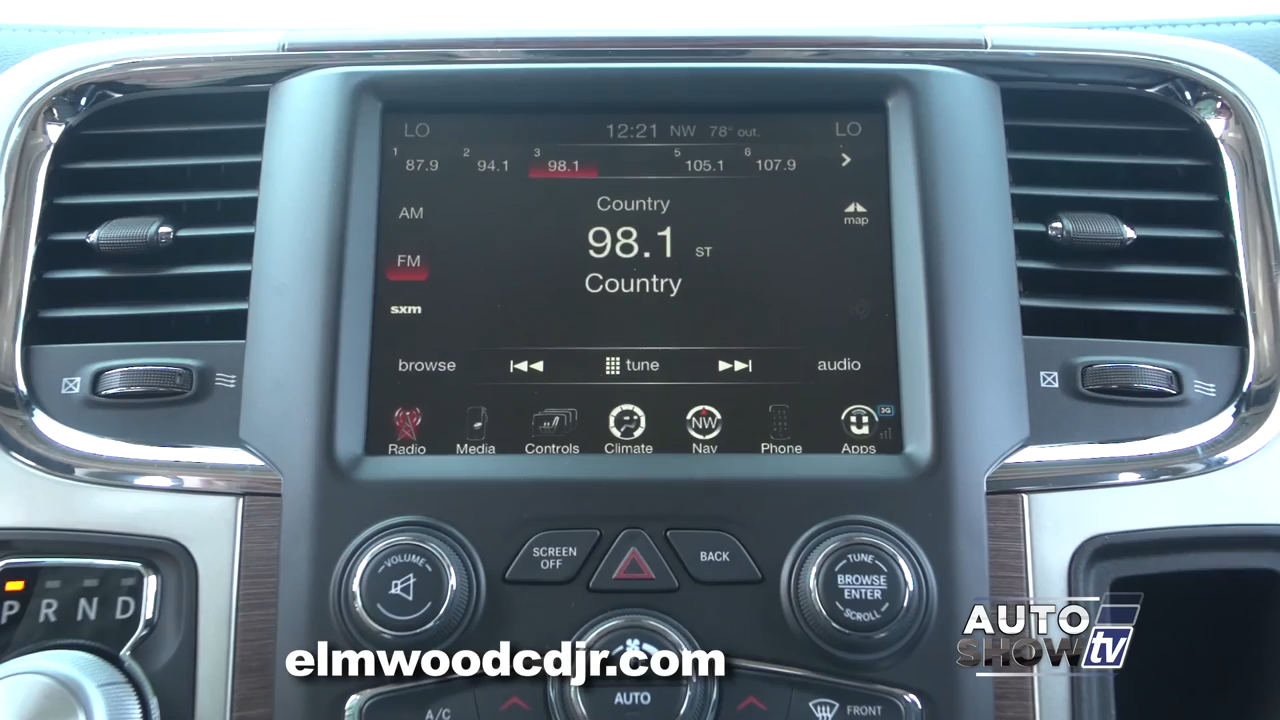 LO 12:21 NW 78° out. LO
1 87.9 2 94.1 3 98.1 5 105.1 6 107.9
AM
FM
sxm
Country
98.1 ST
Country
map
browse tune audio
Radio Media Controls Climate NW Nav Phone 3G Apps
VOLUME
SCREEN
OFF
BACK
TUNE
BROWSE
ENTER
SCROLL
P R N D
A/C
AUTO
FRONT
elmwoodcdjr.com
AUTO
SHOW tv